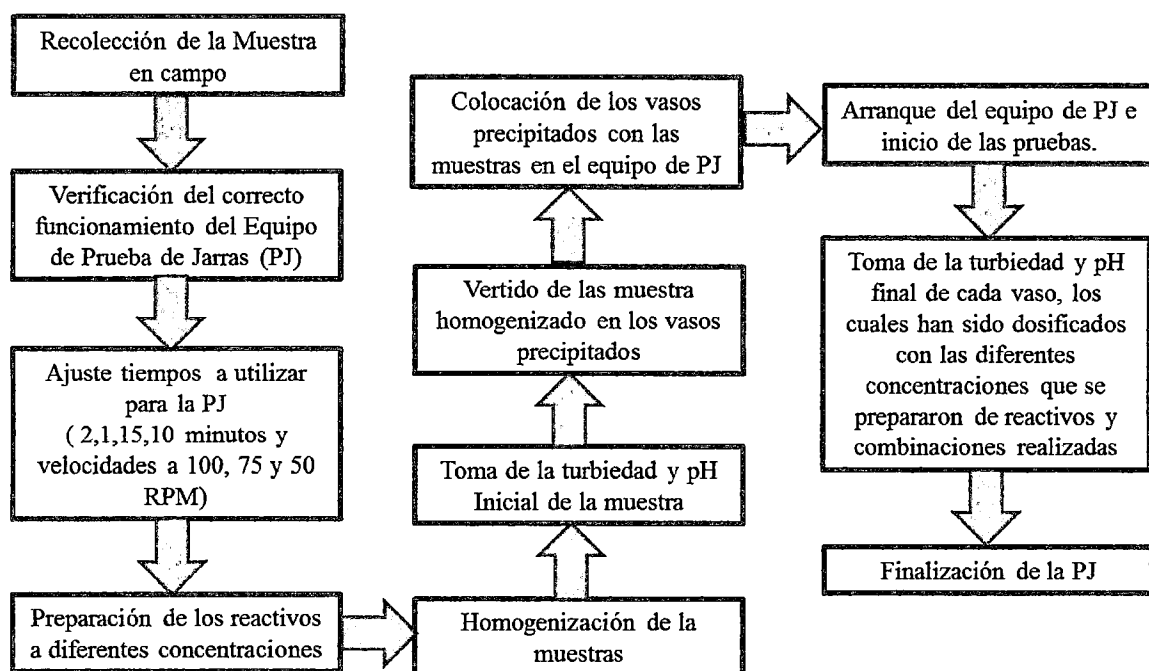 Recolección de la Muestra
en campo
Verificación del correcto
funcionamiento del Equipo
de Prueba de Jarras (PJ)
Ajuste tiempos a utilizar
para la PJ
( 2,1,15,10 minutos y
velocidades a 100, 75 y 50
RPM)
Preparación de los reactivos
a diferentes concentraciones
Homogenización de la
muestras
Toma de la turbiedad y pH
Inicial de la muestra
Vertido de las muestra
homogenizado en los vasos
precipitados
Colocación de los vasos
precipitados con las
muestras en el equipo de PJ
Arranque del equipo de PJ e
inicio de las pruebas.
Toma de la turbiedad y pH
final de cada vaso, los
cuales han sido dosificados
con las diferentes
concentraciones que se
prepararon de reactivos y
combinaciones realizadas
Finalización de la PJ